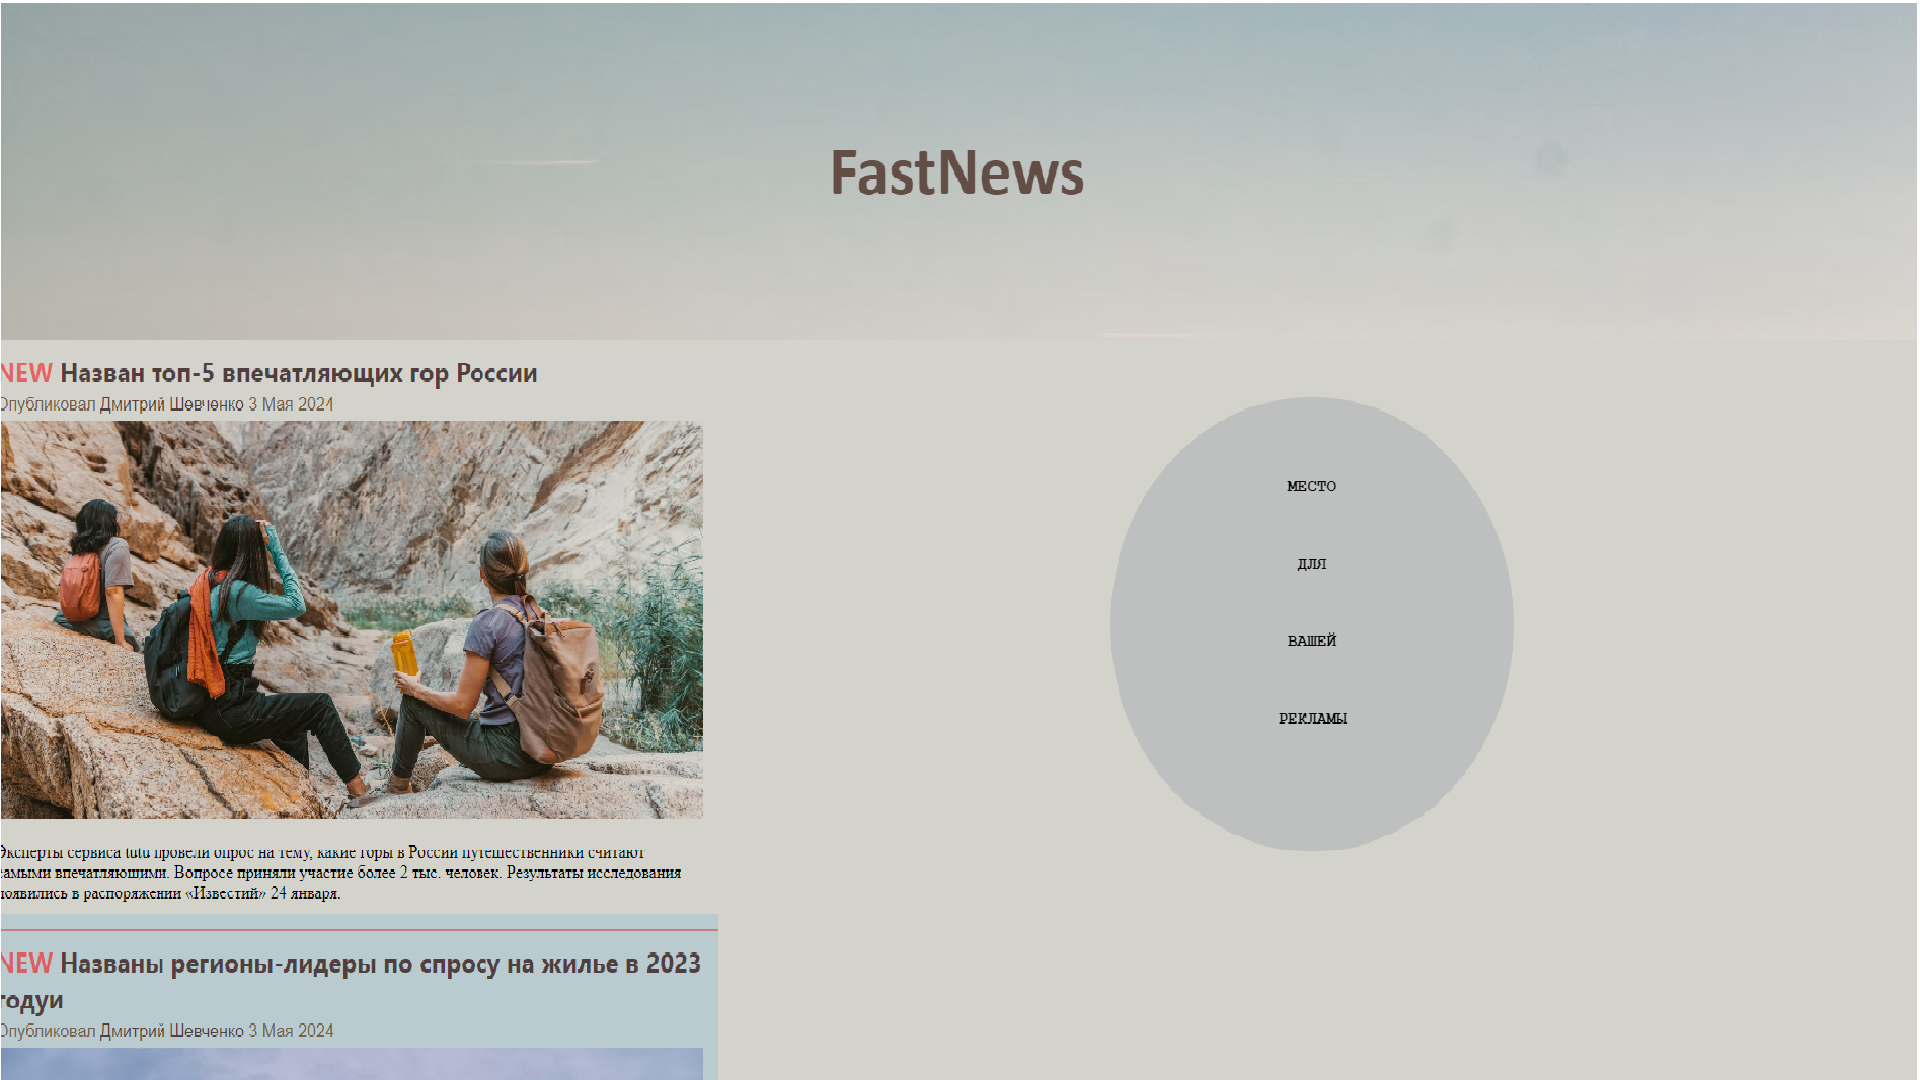 FastNews
NEW Назван топ-5 впечатляющих гор России
Опубликовал Дмитрий Шевченко 3 Мая 2024
МЕСТО
ДЛЯ
ВАШЕЙ
РЕКЛАМЫ
Эксперты сервиса tutu провели опрос на тему, какие горы в России путешественники считают
самыми впечатляюшими. Вопросе приняли участие более 2 тыс. человек. Результаты исследования
появились в распоряжении «Известий» 24 января.
NEW Названы регионы-лидеры по спросу на жилье в 2023
годуи
Опубликовал Дмитрий Шевченко 3 Мая 2024